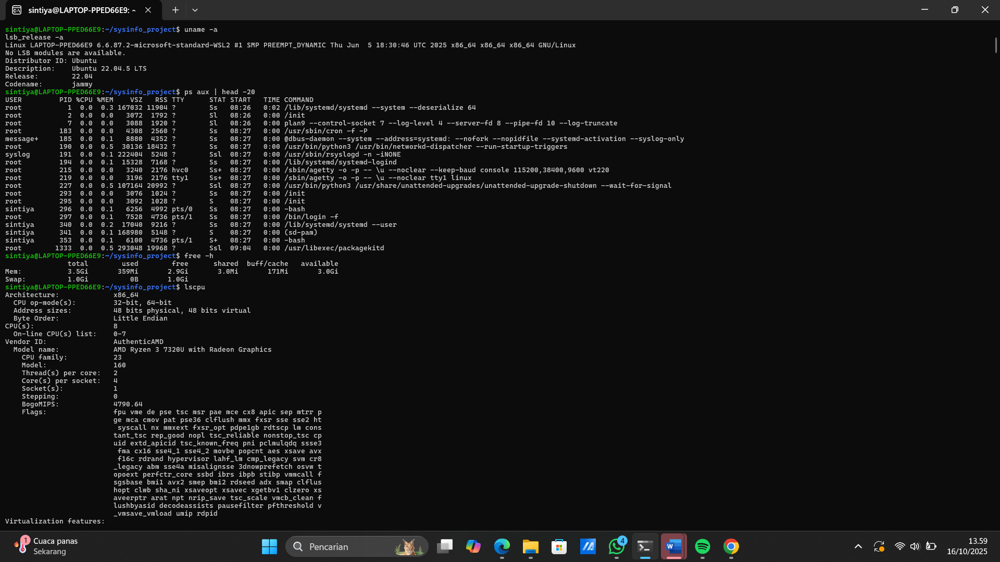 sintiya@LAPTOP-PPED66E9: ~
sintiya@LAPTOP-PPED66E9:~/sysinfo_project$ uname -a
lsb_release -a
Linux LAPTOP-PPED66E9 6.6.87.2-microsoft-standard-WSL2 #1 SMP PREEMPT_DYNAMIC Thu Jun  5 18:30:46 UTC 2025 x86_64 x86_64 x86_64 GNU/Linux
No LSB modules are available.
Distributor ID: Ubuntu
Description:    Ubuntu 22.04.5 LTS
Release:        22.04
Codename:       jammy
sintiya@LAPTOP-PPED66E9:~/sysinfo_project$ ps aux | head -20
USER         PID %CPU %MEM    VSZ   RSS TTY      STAT START   TIME COMMAND
root           1  0.0  0.3 167032 11904 ?        Ss   08:26   0:02 /lib/systemd/systemd --system --deserialize 64
root           2  0.0  0.0   3072  1792 ?        Sl   08:26   0:00 /init
root           7  0.0  0.0   3088  1920 ?        Sl   08:26   0:00 plan9 --control-socket 7 --log-level 4 --server-fd 8 --pipe-fd 10 --log-truncate
root         183  0.0  0.0   4308  2560 ?        Ss   08:27   0:00 /usr/sbin/cron -f -P
message+     185  0.0  0.1   8880  4352 ?        Ss   08:27   0:00 @dbus-daemon --system --address=systemd: --nofork --nopidfile --systemd-activation --syslog-only
root         190  0.0  0.5  30136 18432 ?        Ss   08:27   0:00 /usr/bin/python3 /usr/bin/networkd-dispatcher --run-startup-triggers
syslog       191  0.0  0.1 222404  5248 ?        Ssl  08:27   0:00 /usr/sbin/rsyslogd -n -iNONE
root         194  0.0  0.1  15328  7168 ?        Ss   08:27   0:00 /lib/systemd/systemd-logind
root         215  0.0  0.0   3240  2176 hvc0     Ss+  08:27   0:00 /sbin/agetty -o -p -- \u --noclear --keep-baud console 115200,38400,9600 vt220
root         219  0.0  0.0   3196  2176 tty1     Ss+  08:27   0:00 /sbin/agetty -o -p -- \u --noclear tty1 linux
root         227  0.0  0.5 107164 20992 ?        Ssl  08:27   0:00 /usr/bin/python3 /usr/share/unattended-upgrades/unattended-upgrade-shutdown --wait-for-signal
root         293  0.0  0.0   3076  1024 ?        Ss   08:27   0:00 /init
root         295  0.0  0.0   3092  1028 ?        S    08:27   0:00 /init
sintiya      296  0.0  0.1   6256  4992 pts/0    Ss   08:27   0:00 -bash
root         297  0.0  0.1   7528  4736 pts/1    Ss   08:27   0:00 /bin/login -f
sintiya      340  0.0  0.2  17040  9216 ?        Ss   08:27   0:00 /lib/systemd/systemd --user
sintiya      341  0.0  0.1 168980  5148 ?        S    08:27   0:00 (sd-pam)
sintiya      353  0.0  0.1   6100  4736 pts/1    S+   08:27   0:00 -bash
root        1333  0.0  0.5 293048 19968 ?        Ssl  09:04   0:00 /usr/libexec/packagekitd
sintiya@LAPTOP-PPED66E9:~/sysinfo_project$ free -h
               total        used        free      shared  buff/cache   available
Mem:           3.5Gi       359Mi       2.9Gi       3.0Mi       171Mi       3.0Gi
Swap:          1.0Gi          0B       1.0Gi
sintiya@LAPTOP-PPED66E9:~/sysinfo_project$ lscpu
Architecture:             x86_64
  CPU op-mode(s):         32-bit, 64-bit
  Address sizes:          48 bits physical, 48 bits virtual
  Byte Order:             Little Endian
CPU(s):                   8
  On-line CPU(s) list:    0-7
Vendor ID:                AuthenticAMD
  Model name:             AMD Ryzen 3 7320U with Radeon Graphics
    CPU family:           23
    Model:                160
    Thread(s) per core:   2
    Core(s) per socket:   4
    Socket(s):            1
    Stepping:             0
    BogoMIPS:             4790.64
    Flags:                fpu vme de pse tsc msr pae mce cx8 apic sep mtrr p
                          ge mca cmov pat pse36 clflush mmx fxsr sse sse2 ht
                           syscall nx mmxext fxsr_opt pdpe1gb rdtscp lm cons
                          tant_tsc rep_good nopl tsc_reliable nonstop_tsc cp
                          uid extd_apicid tsc_known_freq pni pclmulqdq ssse3
                           fma cx16 sse4_1 sse4_2 movbe popcnt aes xsave avx
                           f16c rdrand hypervisor lahf_lm cmp_legacy svm cr8
                          _legacy abm sse4a misalignsse 3dnowprefetch osvw t
                          opoext perfctr_core ssbd ibrs ibpb stibp vmmcall f
                          sgsbase bmi1 avx2 smep bmi2 rdseed adx smap clflus
                          hopt clwb sha_ni xsaveopt xsavec xgetbv1 clzero xs
                          aveerptr arat npt nrip_save tsc_scale vmcb_clean f
                          lushbyasid decodeassists pausefilter pfthreshold v
                          _vmsave_vmload umip rdpid
Virtualization features:
1
Cuaca panas
Sekarang
Pencarian
4
13.59
16/10/2025